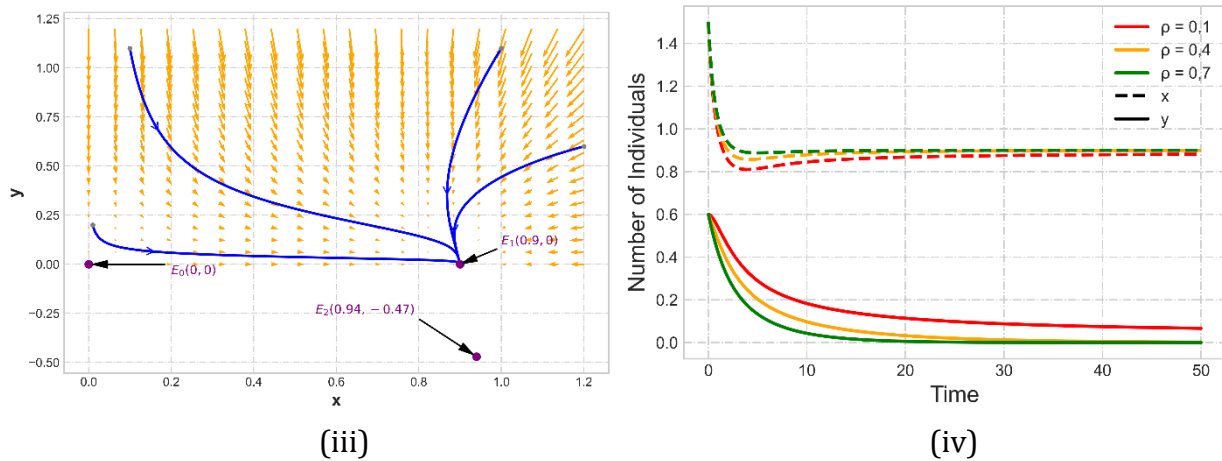 1.25
1.00
0.75
0.50
0.25
0.00
−0.25
−0.50
y
E₁(0.9, 0)
E₀(0, 0)
E₂(0.94, −0.47)
0.0 0.2 0.4 0.6 0.8 1.0 1.2
x
(iii)
1.4
1.2
1.0
0.8
0.6
0.4
0.2
0.0
Number of Individuals
ρ = 0,1
ρ = 0,4
ρ = 0,7
x
y
0 10 20 30 40 50
Time
(iv)